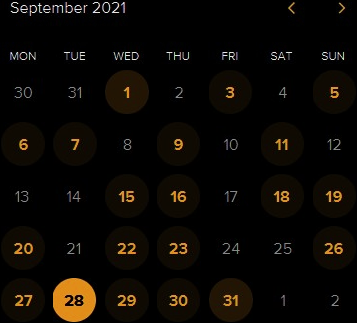 September 2021
MON TUE WED THU FRI SAT SUN
30 31 1 2 3 4 5
6 7 8 9 10 11 12
13 14 15 16 17 18 19
20 21 22 23 24 25 26
27 28 29 30 31 1 2